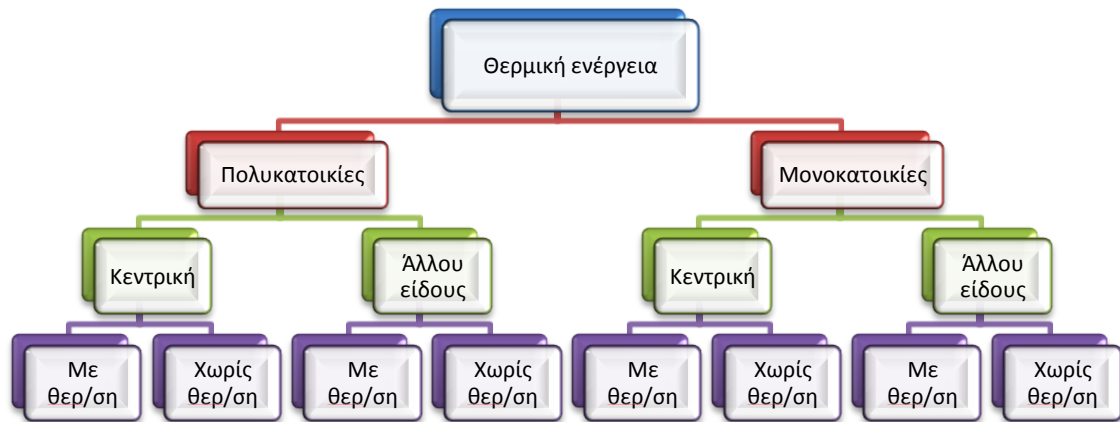 Θερμική ενέργεια
Πολυκατοικίες
Μονοκατοικίες
Κεντρική
Άλλου
είδους
Κεντρική
Άλλου
είδους
Με
θερ/ση
Χωρίς
θερ/ση
Με
θερ/ση
Χωρίς
θερ/ση
Με
θερ/ση
Χωρίς
θερ/ση
Με
θερ/ση
Χωρίς
θερ/ση